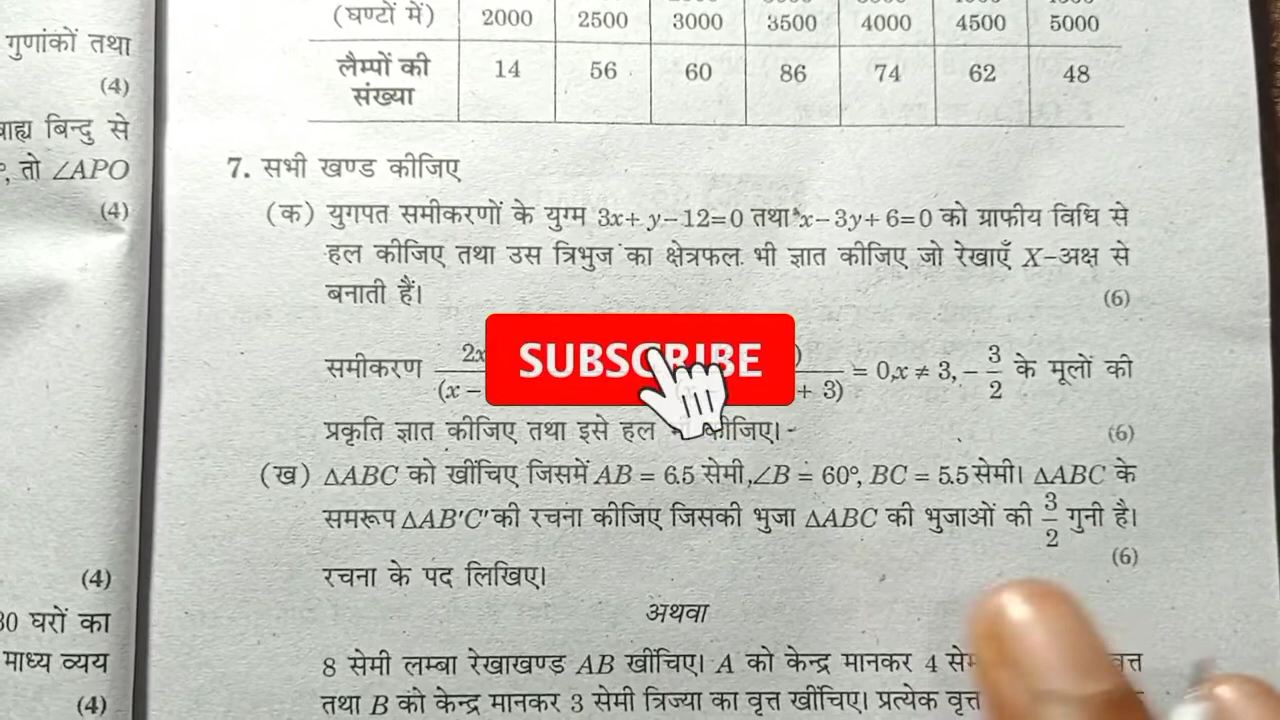 गुणांकों तथा
(4)
बाह्य बिन्दु से
तो ∠APO
(4)
(4)
घरों का
माध्य व्यय
(4)
(घण्टों में) 2000 2500 3000 3500 4000 4500 5000
लैम्पों की 14 56 60 86 74 62 48
संख्या
7. सभी खण्ड कीजिए
(क) युगपत समीकरणों के युग्म 3x+y−12=0 तथा x−3y+6=0 को ग्राफीय विधि से
हल कीजिए तथा उस त्रिभुज का क्षेत्रफल भी ज्ञात कीजिए जो रेखाएँ X-अक्ष से
बनाती हैं। (6)
SUBSCRIBE
समीकरण 2x (x − + 3) = 0, x ≠ 3, − 3/2 के मूलों की
प्रकृति ज्ञात कीजिए तथा इसे हल कीजिए। (6)
(ख) ΔABC को खींचिए जिसमें AB = 6.5 सेमी, ∠B = 60°, BC = 5.5 सेमी। ΔABC के
समरूप ΔAB'C' की रचना कीजिए जिसकी भुजा ΔABC की भुजाओं की 3/2 गुनी है।
(6)
रचना के पद लिखिए।
अथवा
8 सेमी लम्बा रेखाखण्ड AB खींचिए। A को केन्द्र मानकर 4
तथा B को केन्द्र मानकर 3 सेमी त्रिज्या का वृत्त खींचिए। प्रत्येक वृत्त